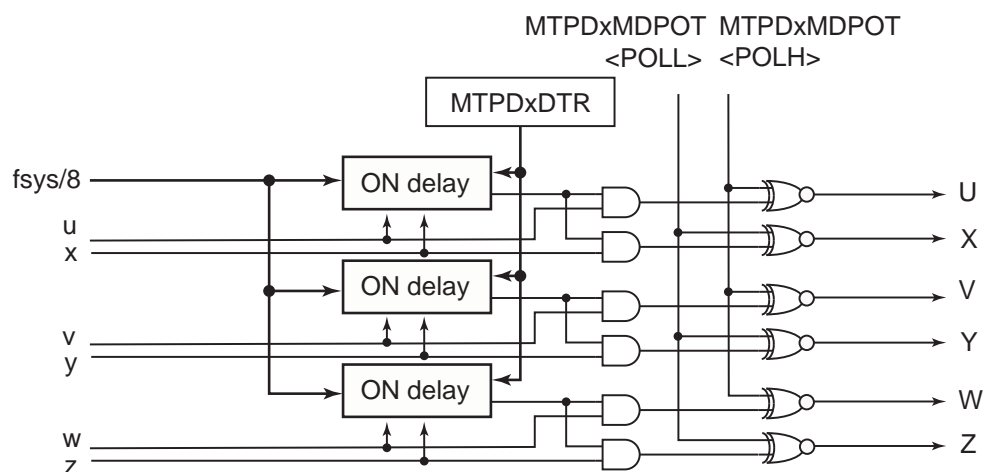 MTPDxMDPOT MTPDxMDPOT
<POLL> <POLH>
MTPDxDTR
fsys/8
ON delay
u
x
U
X
ON delay
v
y
V
Y
ON delay
w
z
W
Z